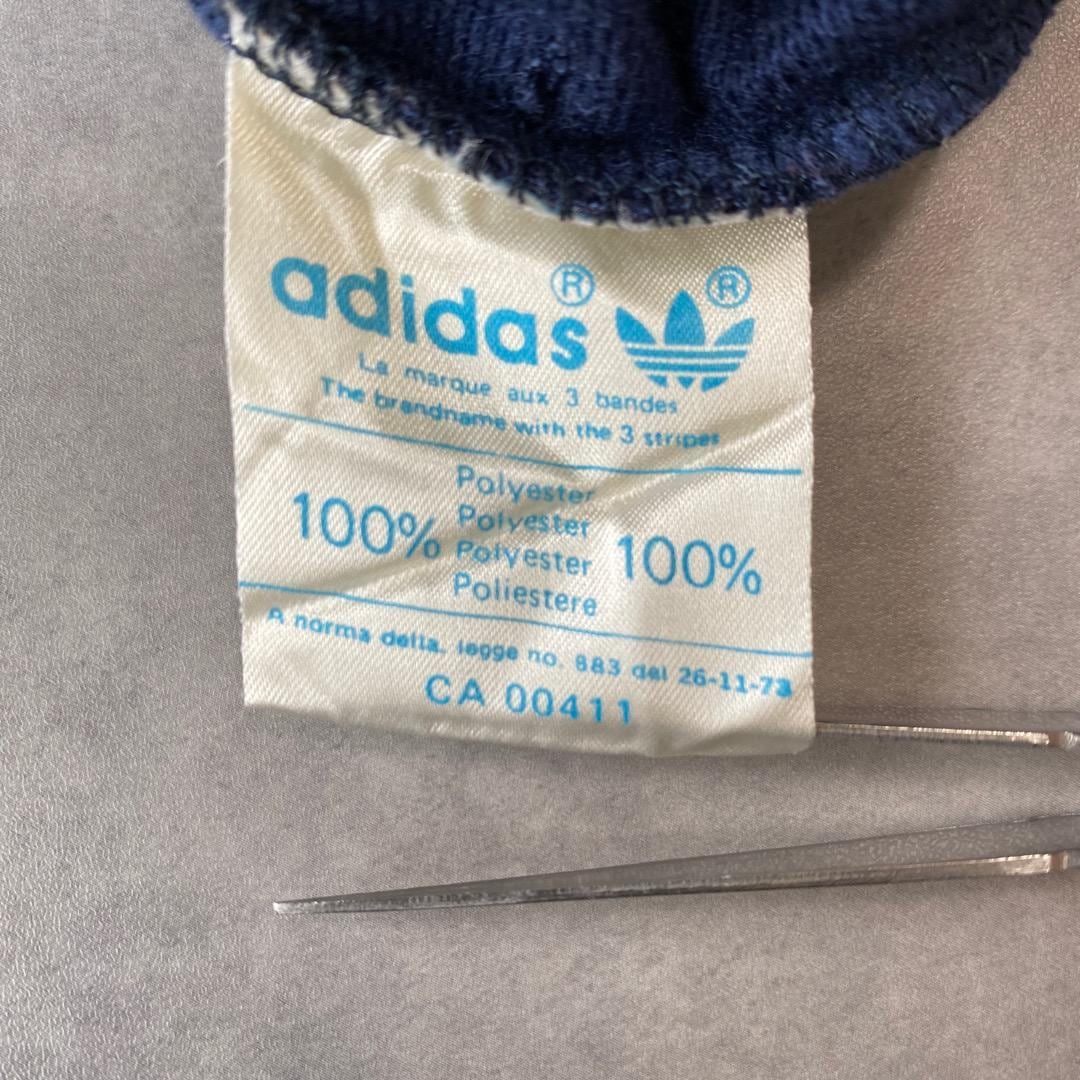 adidas®
®
La marque aux 3 bandes
The brandname with the 3 stripes
Polyester
100% Polyester
Polyester 100%
Poliestere
A norma della. legge no. 883 del 26-11-73
CA 00411